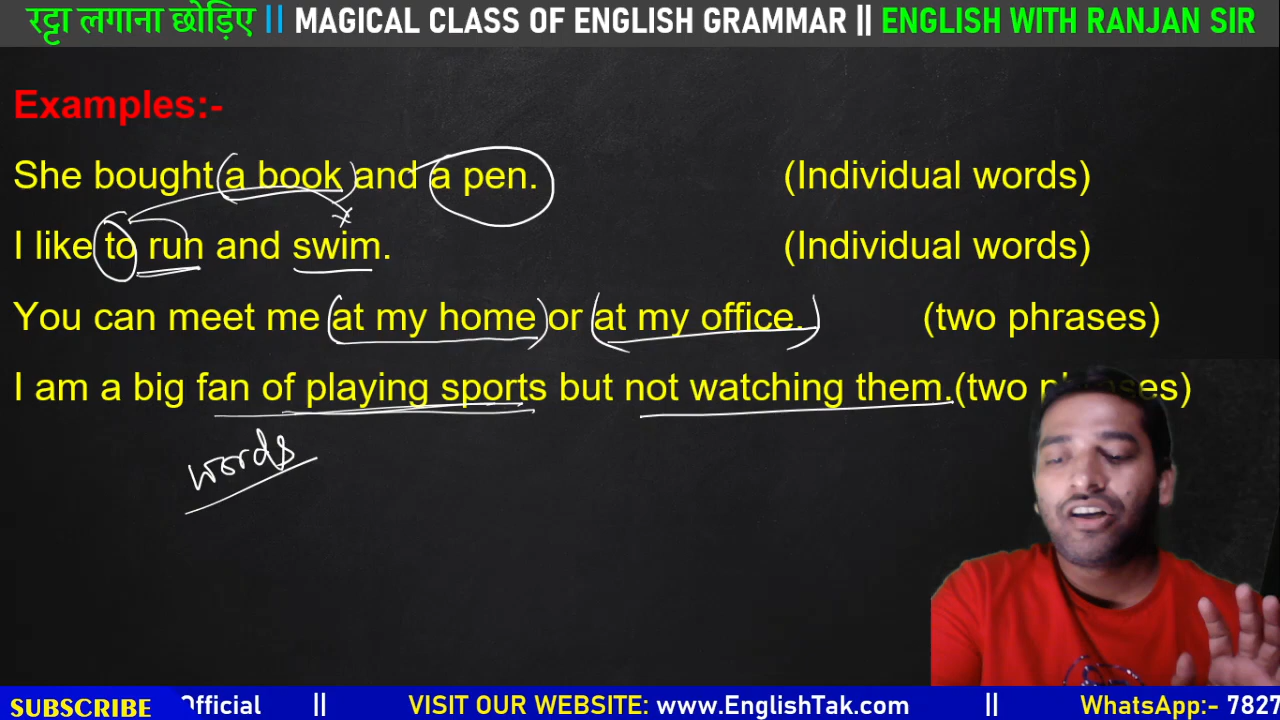 रट्टा लगाना छोड़िए || MAGICAL CLASS OF ENGLISH GRAMMAR || ENGLISH WITH RANJAN SIR
Examples:-
She bought a book and a pen. (Individual words)
I like to run and swim. (Individual words)
You can meet me at my home or at my office. (two phrases)
I am a big fan of playing sports but not watching them.(two phrases)
words
SUBSCRIBE Official || VISIT OUR WEBSITE: www.EnglishTak.com || WhatsApp:- 7827